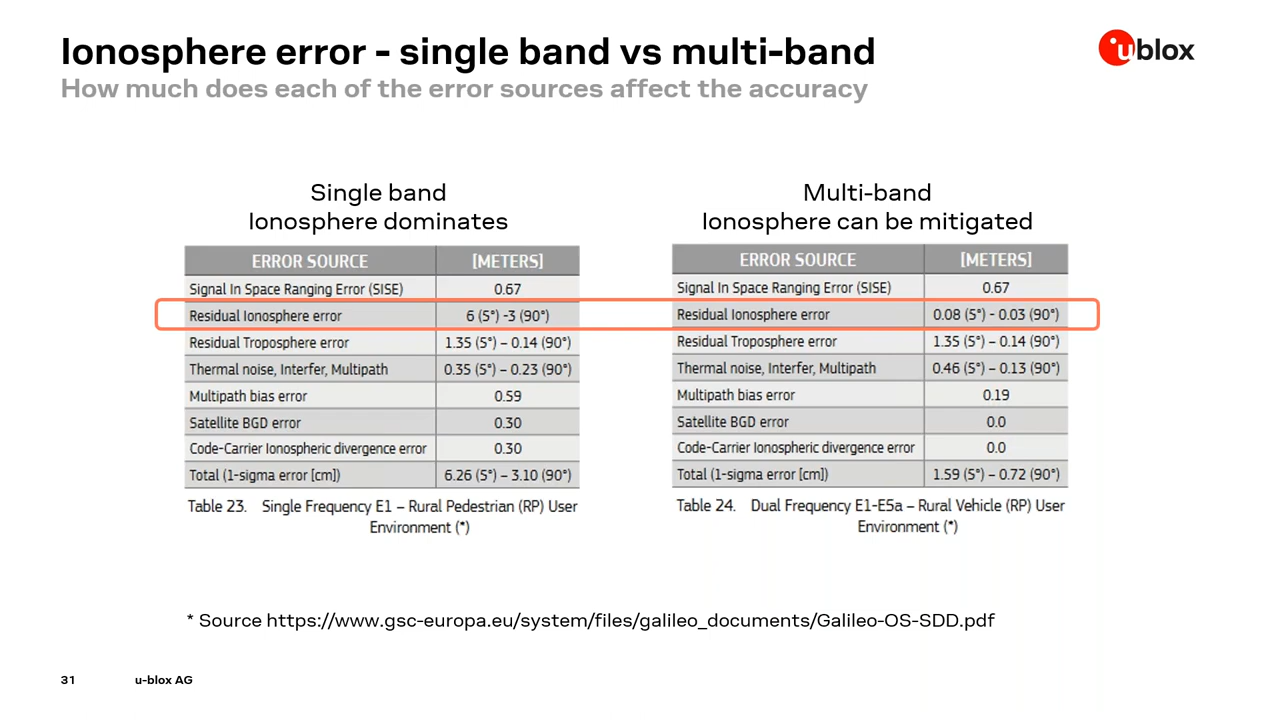 Ionosphere error - single band vs multi-band
How much does each of the error sources affect the accuracy
ublox
Single band
Ionosphere dominates
ERROR SOURCE [METERS]
Signal In Space Ranging Error (SISE) 0.67
Residual Ionosphere error 6 (5°) -3 (90°)
Residual Troposphere error 1.35 (5°) – 0.14 (90°)
Thermal noise, Interfer, Multipath 0.35 (5°) – 0.23 (90°)
Multipath bias error 0.59
Satellite BGD error 0.30
Code-Carrier Ionospheric divergence error 0.30
Total (1-sigma error [cm]) 6.26 (5°) – 3.10 (90°)
Table 23. Single Frequency E1 – Rural Pedestrian (RP) User
Environment (*)
Multi-band
Ionosphere can be mitigated
ERROR SOURCE [METERS]
Signal In Space Ranging Error (SISE) 0.67
Residual Ionosphere error 0.08 (5°) - 0.03 (90°)
Residual Troposphere error 1.35 (5°) – 0.14 (90°)
Thermal noise, Interfer, Multipath 0.46 (5°) – 0.13 (90°)
Multipath bias error 0.19
Satellite BGD error 0.0
Code-Carrier Ionospheric divergence error 0.0
Total (1-sigma error [cm]) 1.59 (5°) – 0.72 (90°)
Table 24. Dual Frequency E1-E5a – Rural Vehicle (RP) User
Environment (*)
* Source https://www.gsc-europa.eu/system/files/galileo_documents/Galileo-OS-SDD.pdf
31 u-blox AG